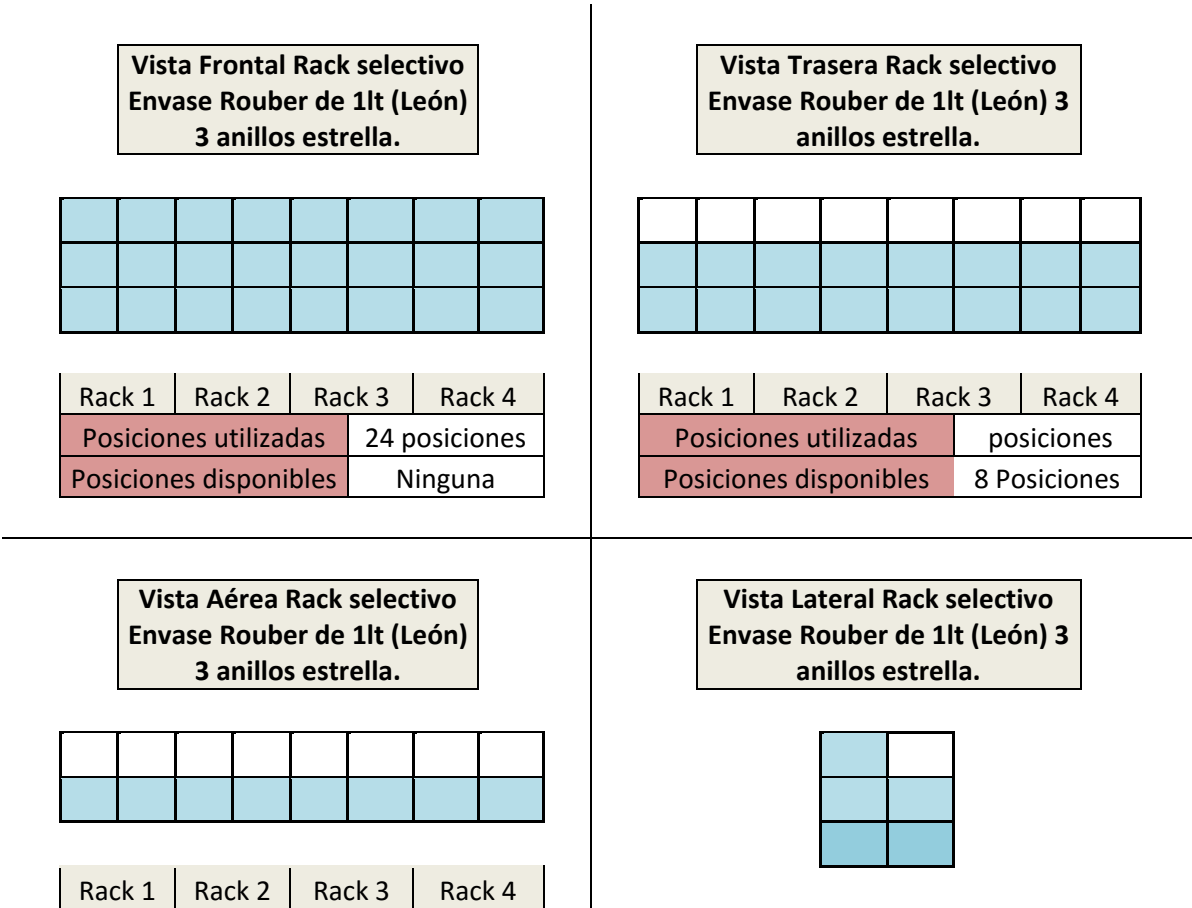 Vista Frontal Rack selectivo
Envase Rouber de 1lt (León)
3 anillos estrella.
Rack 1 Rack 2 Rack 3 Rack 4
Posiciones utilizadas 24 posiciones
Posiciones disponibles Ninguna
Vista Trasera Rack selectivo
Envase Rouber de 1lt (León) 3
anillos estrella.
Rack 1 Rack 2 Rack 3 Rack 4
Posiciones utilizadas posiciones
Posiciones disponibles 8 Posiciones
Vista Aérea Rack selectivo
Envase Rouber de 1lt (León)
3 anillos estrella.
Rack 1 Rack 2 Rack 3 Rack 4
Vista Lateral Rack selectivo
Envase Rouber de 1lt (León) 3
anillos estrella.